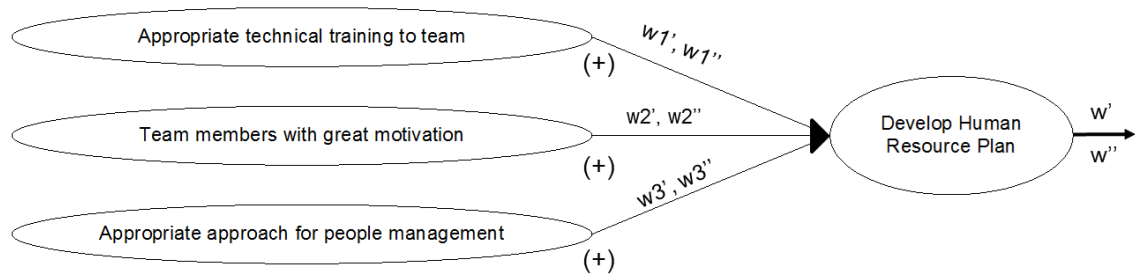 Appropriate technical training to team
(+)
w1’, w1’’
Team members with great motivation
(+)
w2’, w2’’
Appropriate approach for people management
(+)
w3’, w3’’
Develop Human
Resource Plan
w’
w’’